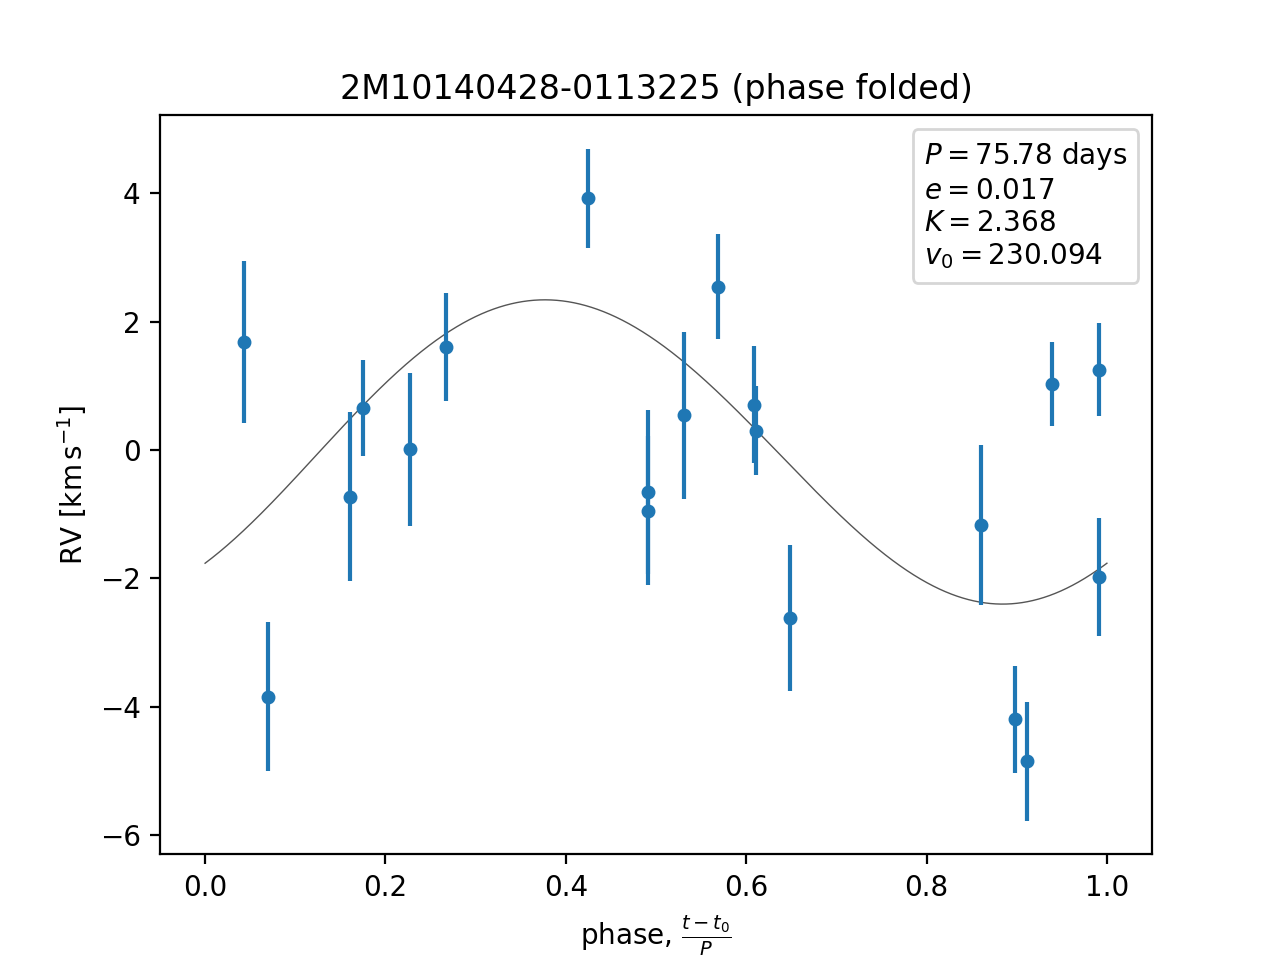 2M10140428-0113225 (phase folded)
P = 75.78 days
e = 0.017
K = 2.368
v₀ = 230.094
4
2
0
−2
−4
−6
RV [km s⁻¹]
0.0 0.2 0.4 0.6 0.8 1.0
phase, (t − t₀)/P